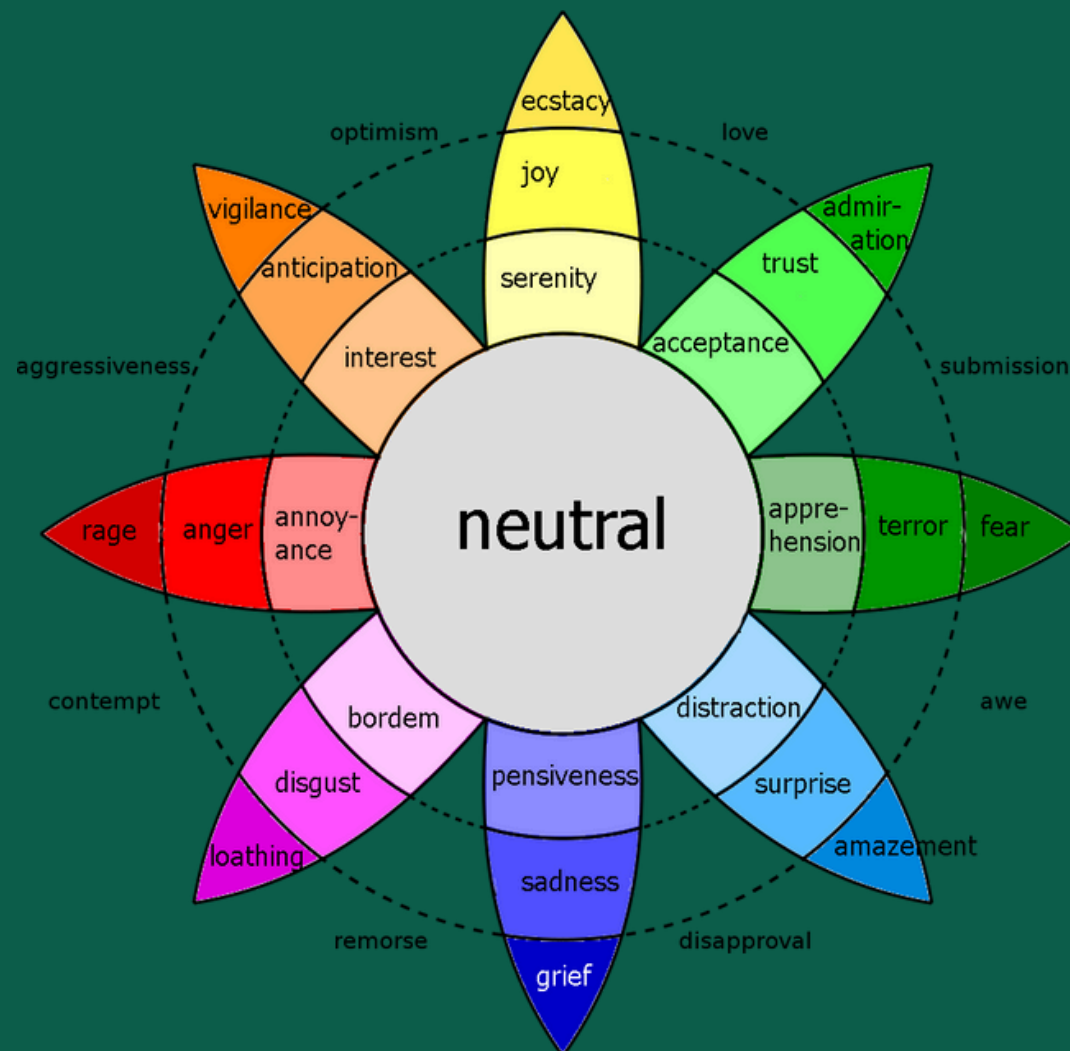 ecstacy
optimism
love
joy
vigilance
admir-
ation
anticipation
trust
serenity
interest
acceptance
aggressiveness
submission
rage
anger
annoy-
ance
neutral
appre-
hension
terror
fear
contempt
bordem
distraction
awe
disgust
pensiveness
surprise
loathing
sadness
amazement
remorse
grief
disapproval